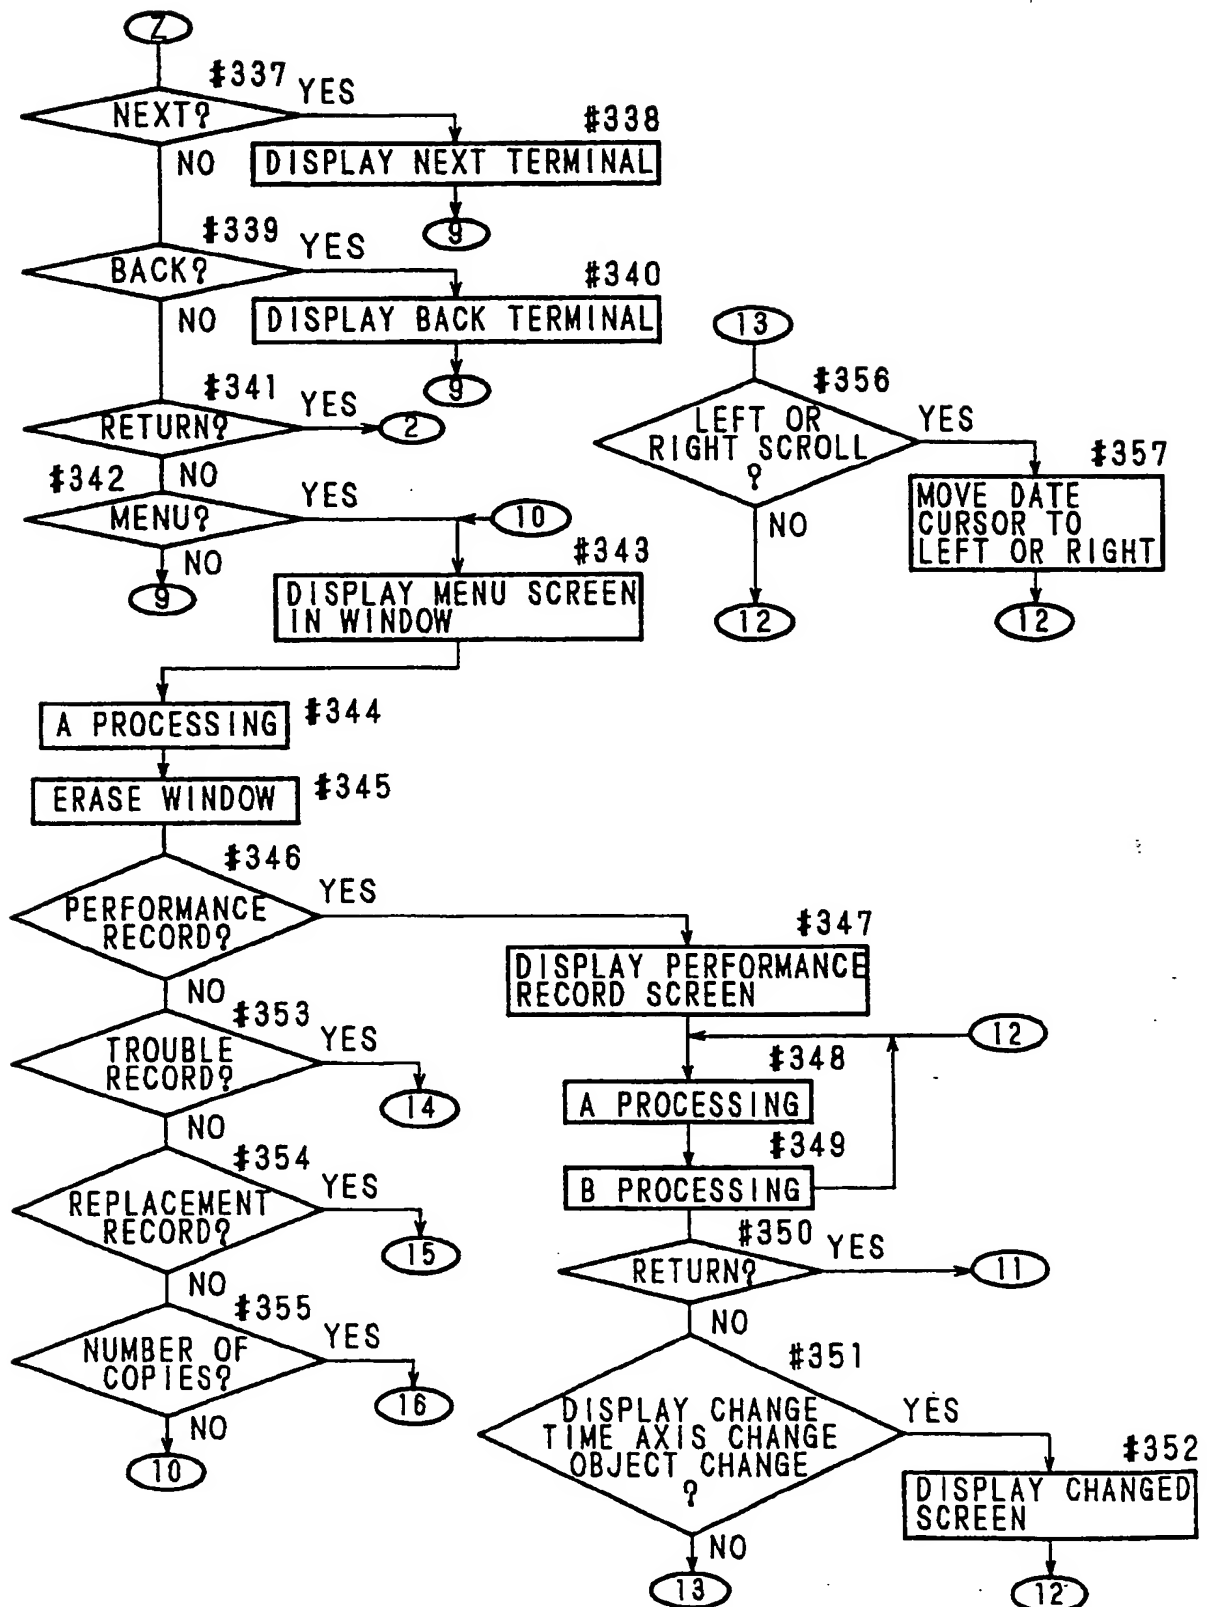 Z
#337
YES
NEXT?
#338
NO
DISPLAY NEXT TERMINAL
9
#339
YES
BACK?
#340
NO
DISPLAY BACK TERMINAL
9
#341
YES
RETURN?
2
NO
#342
YES
MENU?
10
NO
9
#343
DISPLAY MENU SCREEN
IN WINDOW
A PROCESSING
#344
ERASE WINDOW
#345
#346
YES
PERFORMANCE
RECORD?
NO
#353
YES
TROUBLE
RECORD?
14
NO
#354
YES
REPLACEMENT
RECORD?
15
NO
#355
YES
NUMBER OF
COPIES?
16
NO
10
13
#356
LEFT OR
RIGHT SCROLL
?
YES
#357
MOVE DATE
CURSOR TO
LEFT OR RIGHT
NO
12
12
#347
DISPLAY PERFORMANCE
RECORD SCREEN
12
#348
A PROCESSING
#349
B PROCESSING
#350
YES
RETURN?
11
NO
#351
DISPLAY CHANGE
TIME AXIS CHANGE
OBJECT CHANGE
?
YES
#352
DISPLAY CHANGED
SCREEN
NO
13
12